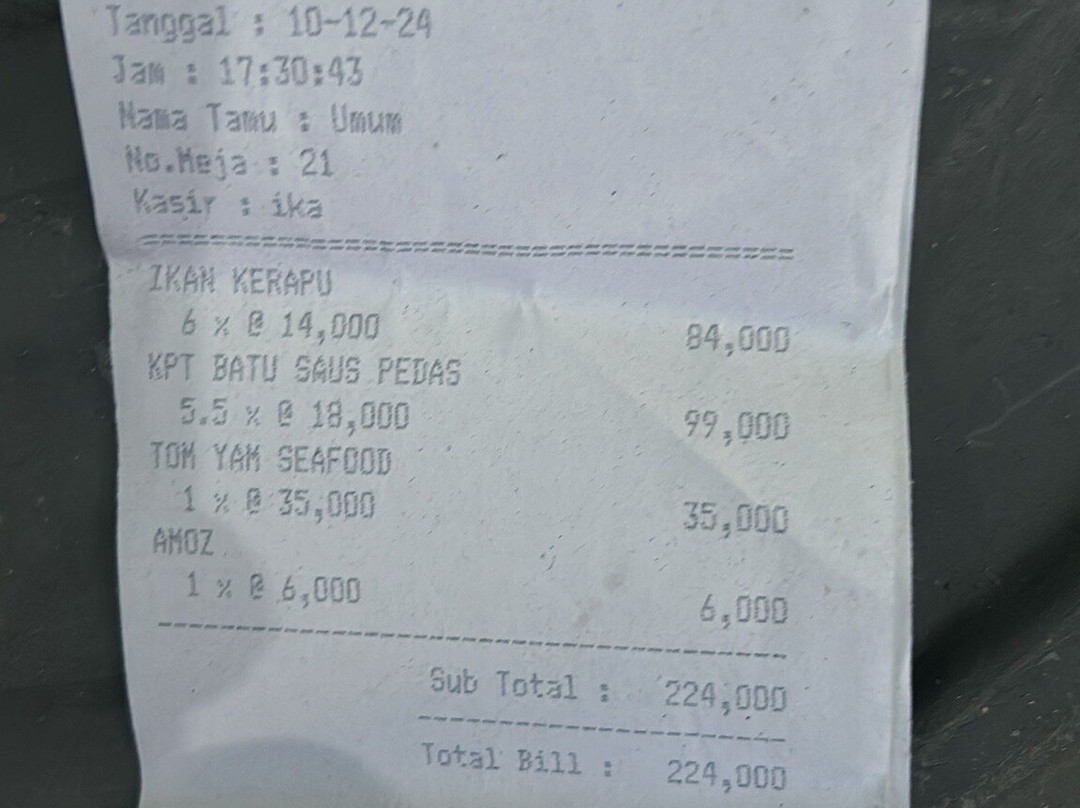 Tanggal : 10-12-24
Jam : 17:30:43
Nama Tamu : Umum
No.Meja : 21
Kasir : ika
IKAN KERAPU
6 x @ 14,000 84,000
KPT BATU SAUS PEDAS
5.5 x @ 18,000 99,000
TOM YAM SEAFOOD
1 x @ 35,000 35,000
AMOZ
1 x @ 6,000 6,000
Sub Total : 224,000
Total Bill : 224,000